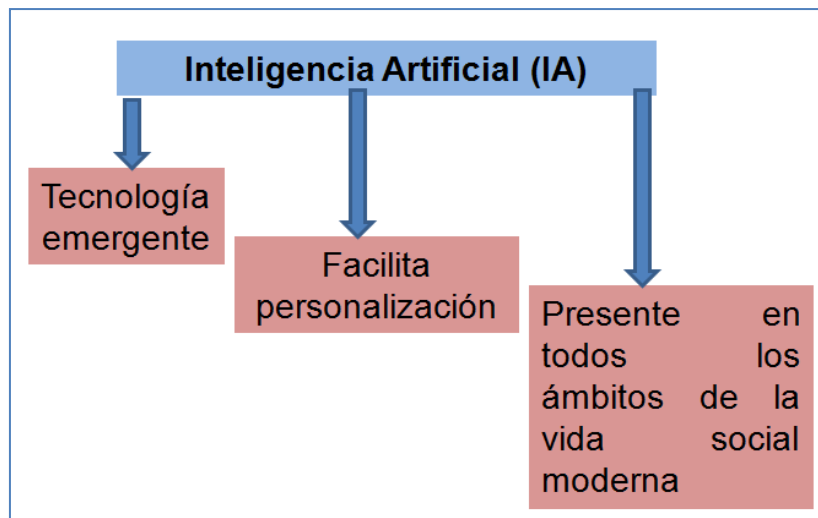 Inteligencia Artificial (IA)
Tecnología
emergente
Facilita
personalización
Presente en
todos los
ámbitos de la
vida social
moderna